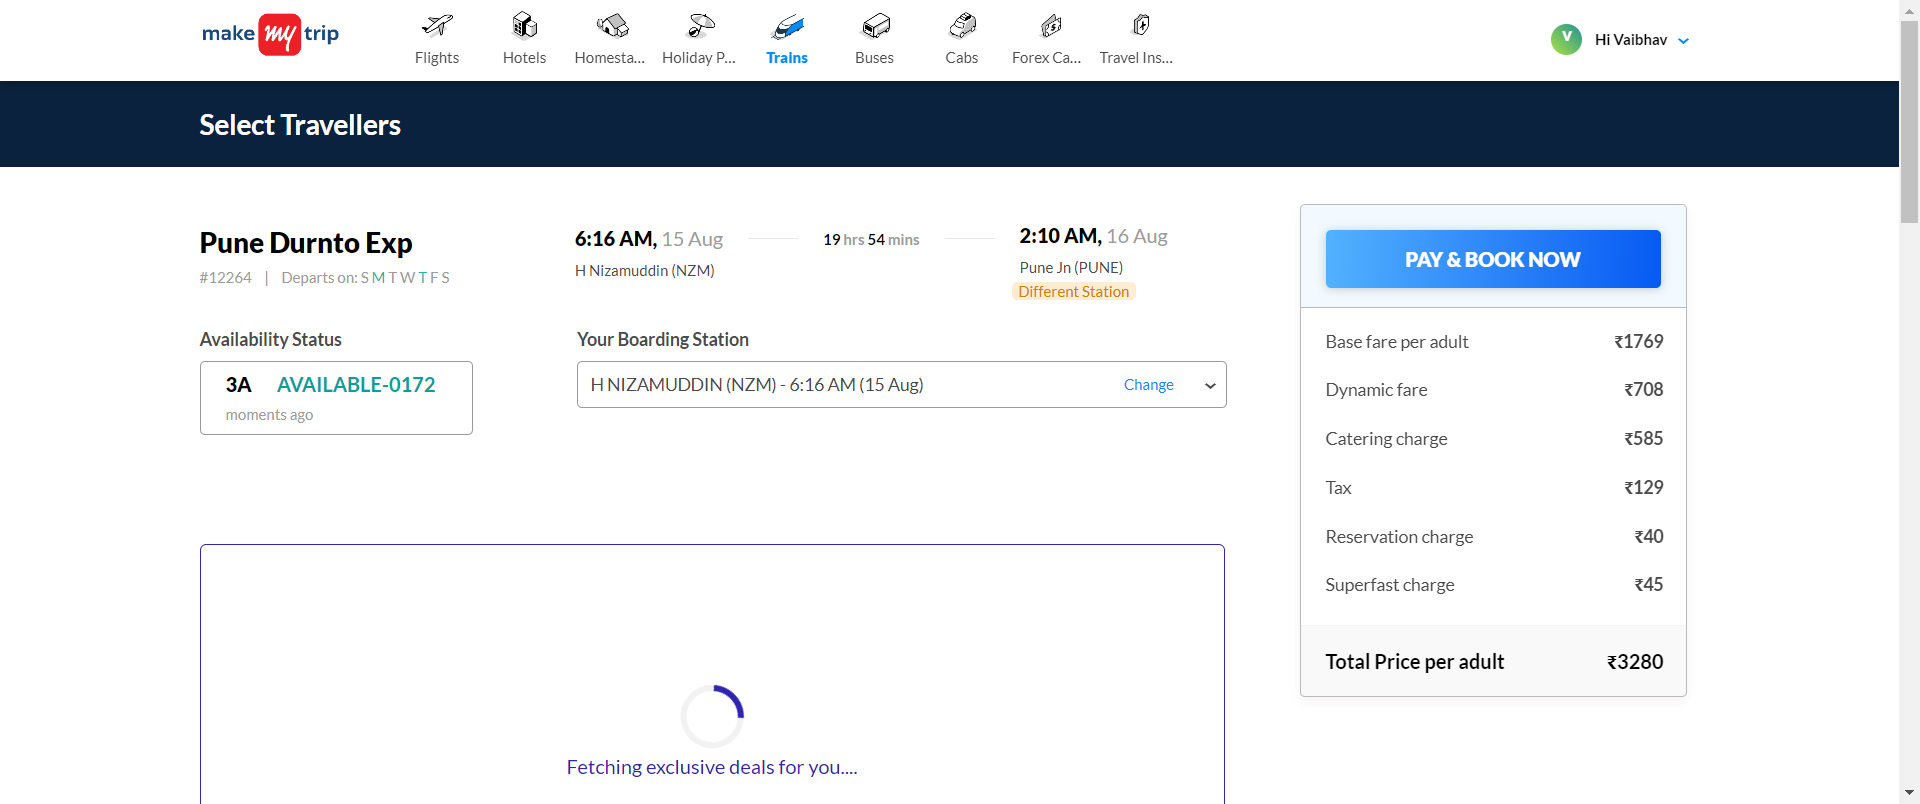 make my trip
Flights
Hotels
Homesta...
Holiday P...
Trains
Buses
Cabs
Forex Ca...
Travel Ins...
V
Hi Vaibhav
Select Travellers
Pune Durnto Exp
#12264 | Departs on: S M T W T F S
6:16 AM, 15 Aug
H Nizamuddin (NZM)
19 hrs 54 mins
2:10 AM, 16 Aug
Pune Jn (PUNE)
Different Station
Availability Status
3A AVAILABLE-0172
moments ago
Your Boarding Station
H NIZAMUDDIN (NZM) - 6:16 AM (15 Aug)
Change
Fetching exclusive deals for you....
PAY & BOOK NOW
Base fare per adult ₹1769
Dynamic fare ₹708
Catering charge ₹585
Tax ₹129
Reservation charge ₹40
Superfast charge ₹45
Total Price per adult ₹3280